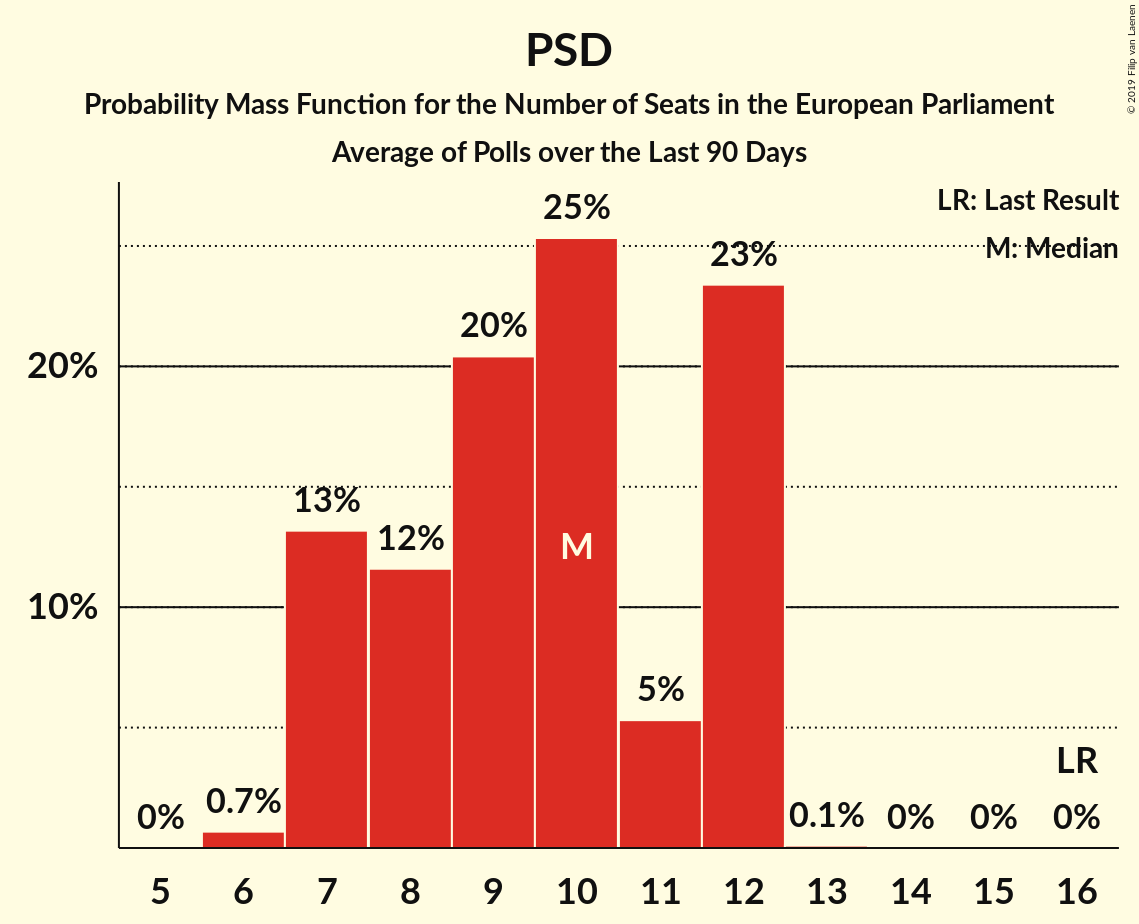 PSD
Probability Mass Function for the Number of Seats in the European Parliament
Average of Polls over the Last 90 Days
© 2019 Filip van Laenen
LR: Last Result
M: Median
20%
10%
0%
0.7%
13%
12%
20%
25%
M
5%
23%
0.1%
0%
0%
LR
0%
5 6 7 8 9 10 11 12 13 14 15 16